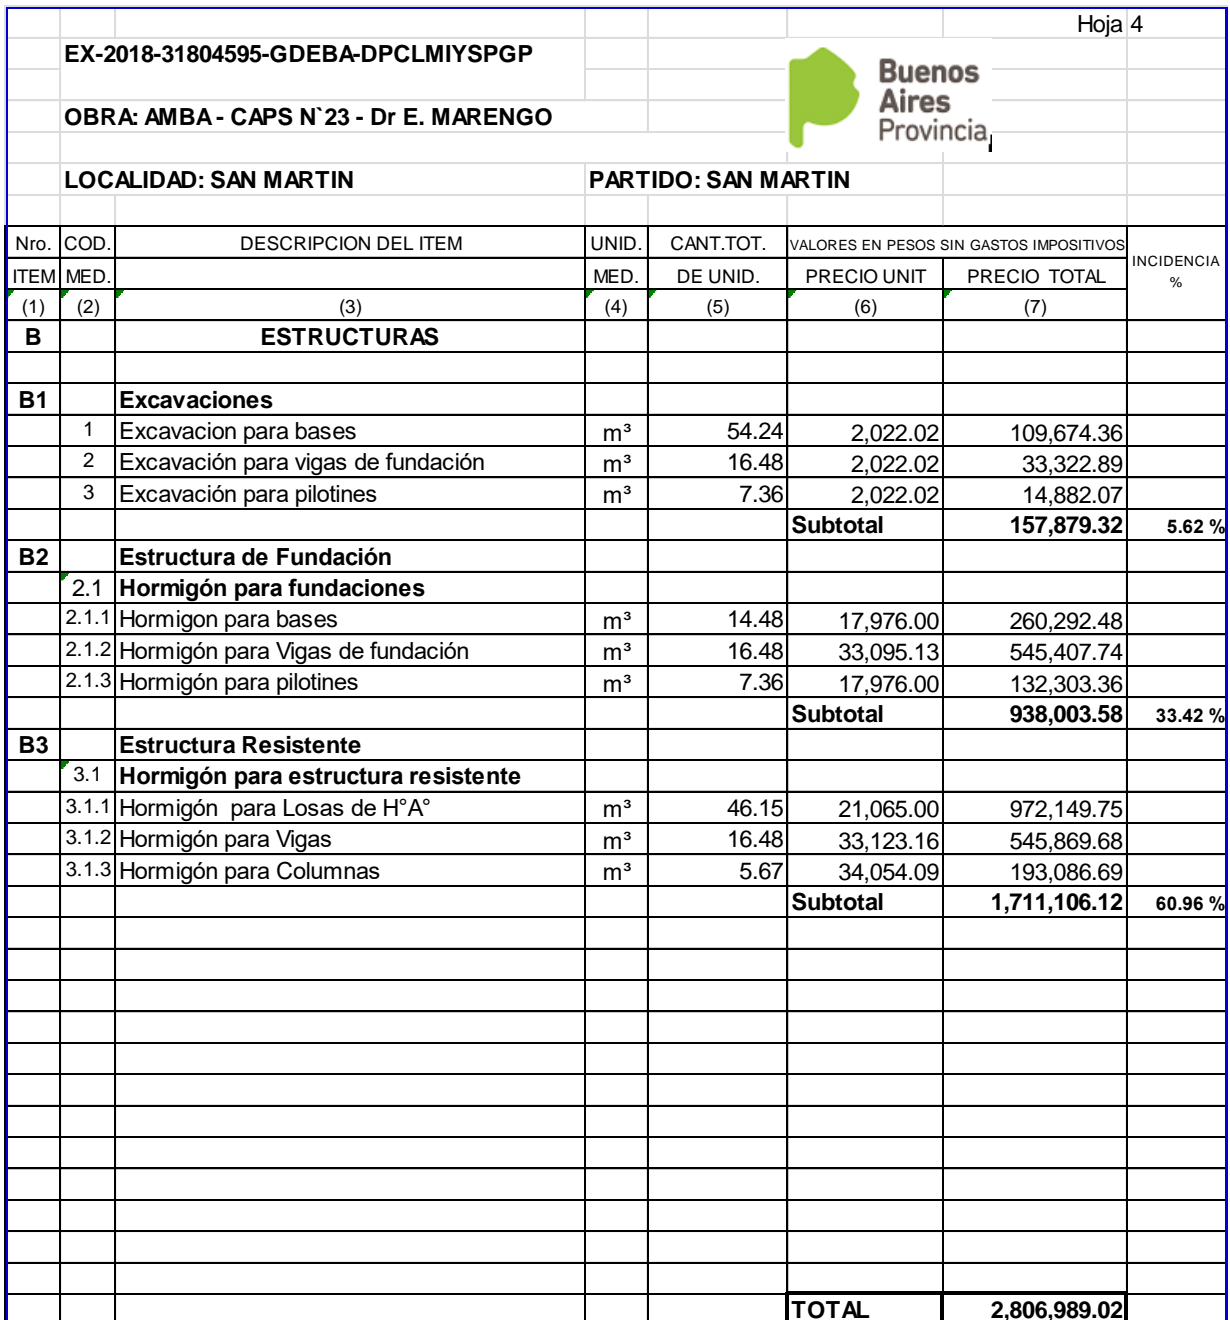 Hoja 4
EX-2018-31804595-GDEBA-DPCLMIYSPGP
Buenos
Aires
Provincia
OBRA: AMBA - CAPS N`23 - Dr E. MARENGO
LOCALIDAD: SAN MARTIN PARTIDO: SAN MARTIN
Nro. COD. DESCRIPCION DEL ITEM UNID. CANT.TOT. VALORES EN PESOS SIN GASTOS IMPOSITIVOS INCIDENCIA
ITEM MED. MED. DE UNID. PRECIO UNIT PRECIO TOTAL %
(1) (2) (3) (4) (5) (6) (7)
B ESTRUCTURAS
B1 Excavaciones
1 Excavacion para bases m³ 54.24 2,022.02 109,674.36
2 Excavación para vigas de fundación m³ 16.48 2,022.02 33,322.89
3 Excavación para pilotines m³ 7.36 2,022.02 14,882.07
Subtotal 157,879.32 5.62 %
B2 Estructura de Fundación
2.1 Hormigón para fundaciones
2.1.1 Hormigon para bases m³ 14.48 17,976.00 260,292.48
2.1.2 Hormigón para Vigas de fundación m³ 16.48 33,095.13 545,407.74
2.1.3 Hormigón para pilotines m³ 7.36 17,976.00 132,303.36
Subtotal 938,003.58 33.42 %
B3 Estructura Resistente
3.1 Hormigón para estructura resistente
3.1.1 Hormigón para Losas de H°A° m³ 46.15 21,065.00 972,149.75
3.1.2 Hormigón para Vigas m³ 16.48 33,123.16 545,869.68
3.1.3 Hormigón para Columnas m³ 5.67 34,054.09 193,086.69
Subtotal 1,711,106.12 60.96 %
TOTAL 2,806,989.02